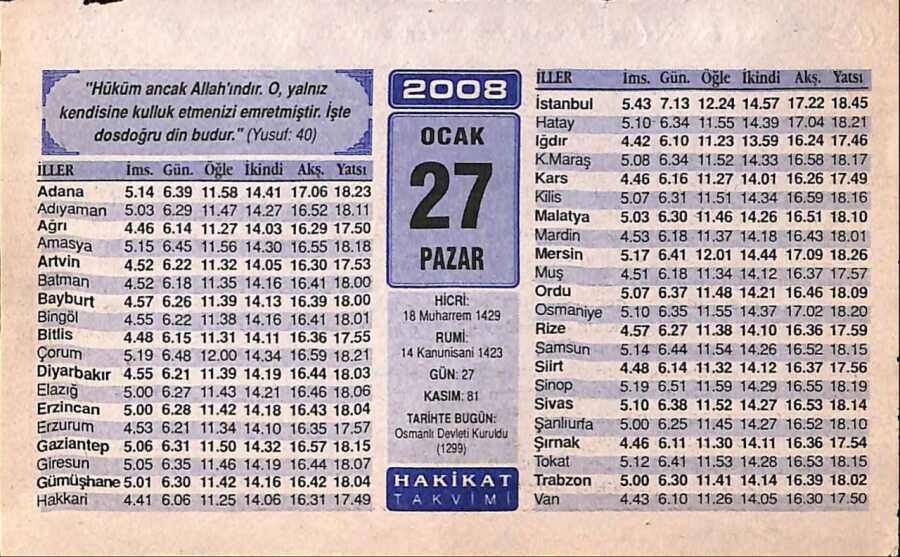 "Hüküm ancak Allah'ındır. O, yalnız
kendisine kulluk etmenizi emretmiştir. İşte
dosdoğru din budur." (Yusuf: 40)
İLLER İms. Gün. Öğle İkindi Akş. Yatsı
Adana 5.14 6.39 11.58 14.41 17.06 18.23
Adıyaman 5.03 6.29 11.47 14.27 16.52 18.11
Ağrı 4.46 6.14 11.27 14.03 16.29 17.50
Amasya 5.15 6.45 11.56 14.30 16.55 18.18
Artvin 4.52 6.22 11.32 14.05 16.30 17.53
Batman 4.52 6.18 11.35 14.16 16.41 18.00
Bayburt 4.57 6.26 11.39 14.13 16.39 18.00
Bingöl 4.55 6.22 11.38 14.16 16.41 18.01
Bitlis 4.48 6.15 11.31 14.11 16.36 17.55
Çorum 5.19 6.48 12.00 14.34 16.59 18.21
Diyarbakır 4.55 6.21 11.39 14.19 16.44 18.03
Elazığ 5.00 6.27 11.43 14.21 16.46 18.06
Erzincan 5.00 6.28 11.42 14.18 16.43 18.04
Erzurum 4.53 6.21 11.34 14.10 16.35 17.57
Gaziantep 5.06 6.31 11.50 14.32 16.57 18.15
Giresun 5.05 6.35 11.46 14.19 16.44 18.07
Gümüşhane 5.01 6.30 11.42 14.16 16.42 18.04
Hakkari 4.41 6.06 11.25 14.06 16.31 17.49
2008
OCAK
27
PAZAR
HİCRİ:
18 Muharrem 1429
RUMİ:
14 Kanunisani 1423
GÜN: 27
KASIM: 81
TARİHTE BUGÜN:
Osmanlı Devleti Kuruldu
(1299)
HAKİKAT
TAKVİMİ
İLLER İms. Gün. Öğle İkindi Akş. Yatsı
İstanbul 5.43 7.13 12.24 14.57 17.22 18.45
Hatay 5.10 6.34 11.55 14.39 17.04 18.21
Iğdır 4.42 6.10 11.23 13.59 16.24 17.46
K.Maraş 5.08 6.34 11.52 14.33 16.58 18.17
Kars 4.46 6.16 11.27 14.01 16.26 17.49
Kilis 5.07 6.31 11.51 14.34 16.59 18.16
Malatya 5.03 6.30 11.46 14.26 16.51 18.10
Mardin 4.53 6.18 11.37 14.18 16.43 18.01
Mersin 5.17 6.41 12.01 14.44 17.09 18.26
Muş 4.51 6.18 11.34 14.12 16.37 17.57
Ordu 5.07 6.37 11.48 14.21 16.46 18.09
Osmaniye 5.10 6.35 11.55 14.37 17.02 18.20
Rize 4.57 6.27 11.38 14.10 16.36 17.59
Samsun 5.14 6.44 11.54 14.26 16.52 18.15
Siirt 4.48 6.14 11.32 14.12 16.37 17.56
Sinop 5.19 6.51 11.59 14.29 16.55 18.19
Sivas 5.10 6.38 11.52 14.27 16.53 18.14
Şanlıurfa 5.00 6.25 11.45 14.27 16.52 18.10
Şırnak 4.46 6.11 11.30 14.11 16.36 17.54
Tokat 5.12 6.41 11.53 14.28 16.53 18.15
Trabzon 5.00 6.30 11.41 14.14 16.39 18.02
Van 4.43 6.10 11.26 14.05 16.30 17.50